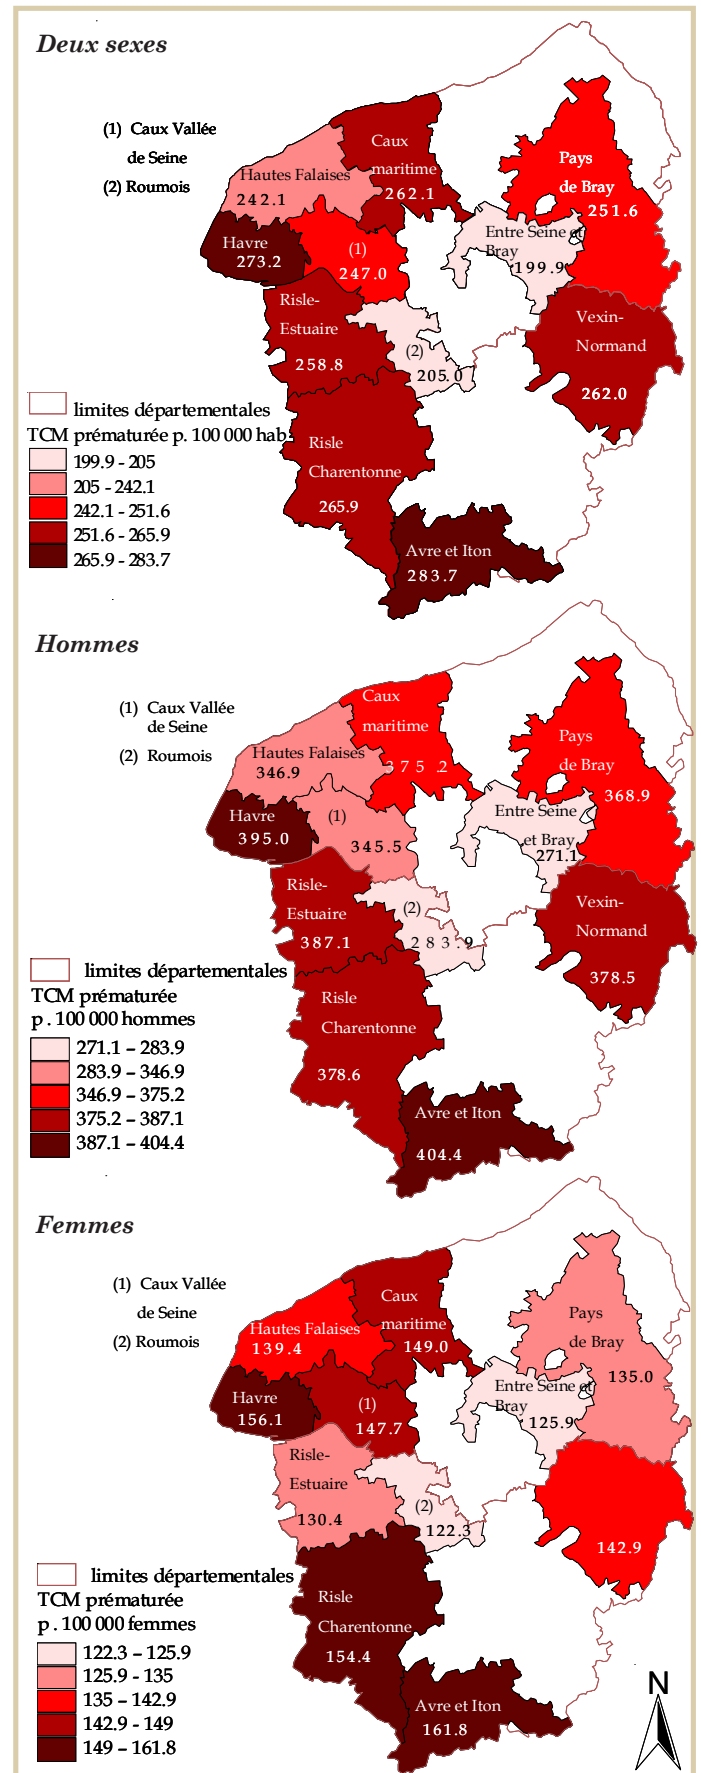 Deux sexes
(1) Caux Vallée
de Seine
(2) Roumois
Caux
maritime
262.1
Hautes Falaises
242.1
Pays
de Bray
251.6
Havre
273.2
(1)
247.0
Entre Seine et
Bray
199.9
Risle-
Estuaire
258.8
(2)
205.0
Vexin-
Normand
262.0
limites départementales
TCM prématurée p. 100 000 hab.
199.9 - 205
205 - 242.1
242.1 - 251.6
251.6 - 265.9
265.9 - 283.7
Risle
Charentonne
265.9
Avre et Iton
283.7
Hommes
(1) Caux Vallée
de Seine
(2) Roumois
Caux
maritime
375.2
Hautes Falaises
346.9
Pays
de Bray
368.9
Havre
395.0
(1)
345.5
Entre Seine
et Bray
271.1
Risle-
Estuaire
387.1
(2)
283.9
Vexin-
Normand
378.5
limites départementales
TCM prématurée
p . 100 000 hommes
271.1 – 283.9
283.9 – 346.9
346.9 – 375.2
375.2 – 387.1
387.1 – 404.4
Risle
Charentonne
378.6
Avre et Iton
404.4
Femmes
(1) Caux Vallée
de Seine
(2) Roumois
Caux
maritime
149.0
Hautes Falaises
139.4
Pays
de Bray
135.0
Havre
156.1
(1)
147.7
Entre Seine et
Bray
125.9
Risle-
Estuaire
130.4
(2)
122.3
142.9
limites départementales
TCM prématurée
p . 100 000 femmes
122.3 – 125.9
125.9 - 135
135 – 142.9
142.9 - 149
149 – 161.8
Risle
Charentonne
154.4
Avre et Iton
161.8
N